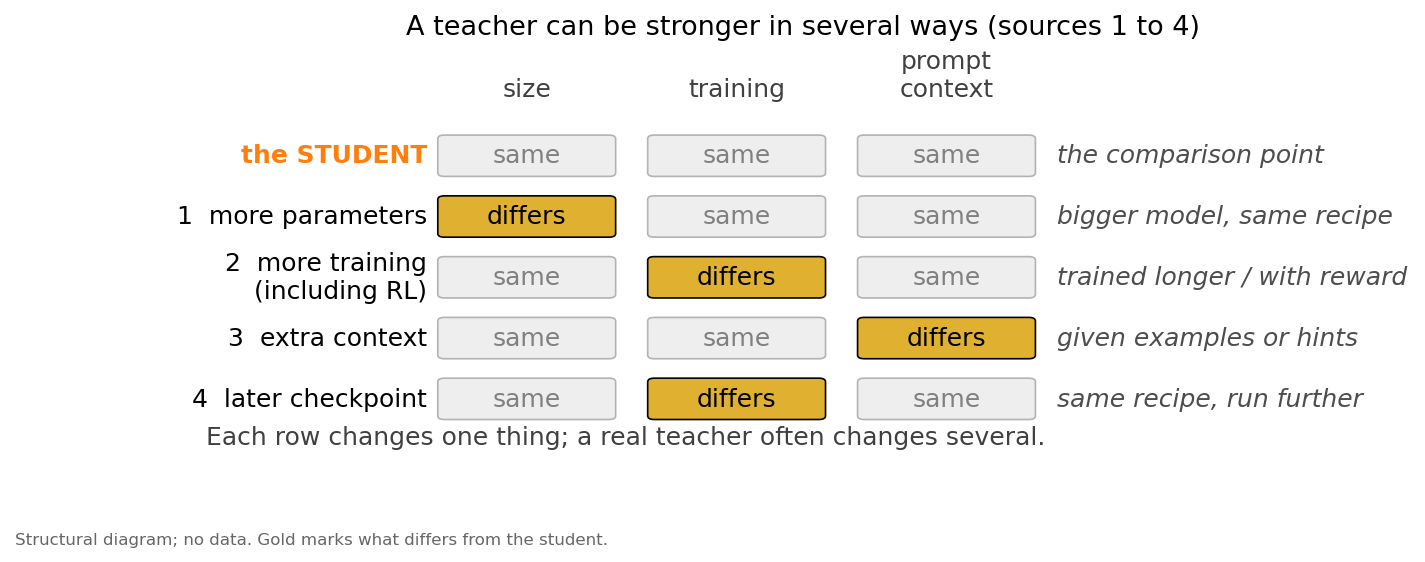 A teacher can be stronger in several ways (sources 1 to 4)
size training prompt context
the STUDENT same same same the comparison point
1 more parameters differs same same bigger model, same recipe
2 more training (including RL) same differs same trained longer / with reward
3 extra context same same differs given examples or hints
4 later checkpoint same differs same same recipe, run further
Each row changes one thing; a real teacher often changes several.
Structural diagram; no data. Gold marks what differs from the student.